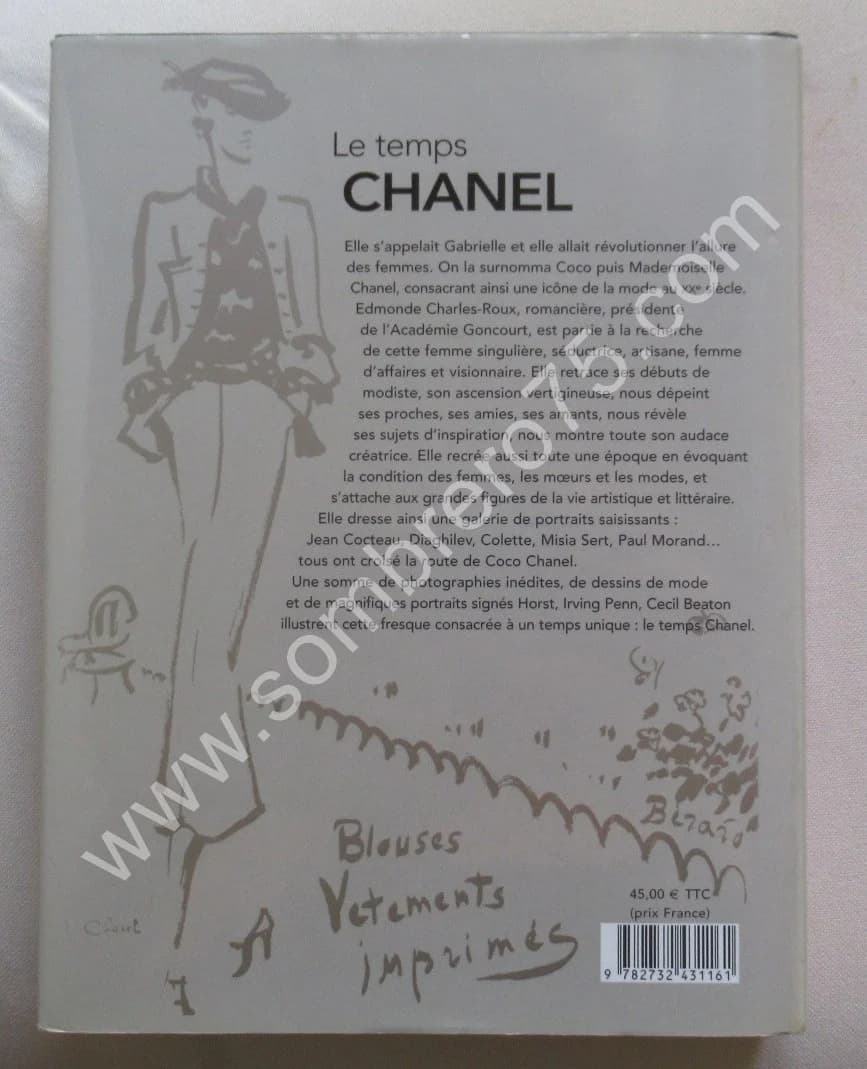 Le temps
CHANEL
Elle s'appelait Gabrielle et elle allait révolutionner l'allure
des femmes. On la surnomma Coco puis Mademoiselle
Chanel, consacrant ainsi une icône de la mode au XXe siècle.
Edmonde Charles-Roux, romancière, présidente
de l'Académie Goncourt, est partie à la recherche
de cette femme singulière, séductrice, artisane, femme
d'affaires et visionnaire. Elle retrace ses débuts de
modiste, son ascension vertigineuse, nous dépeint
ses proches, ses amies, ses amants, nous révèle
ses sujets d'inspiration, nous montre toute son audace
créatrice. Elle recrée aussi toute une époque en évoquant
la condition des femmes, les mœurs et les modes, et
s'attache aux grandes figures de la vie artistique et littéraire.
Elle dresse ainsi une galerie de portraits saisissants :
Jean Cocteau, Diaghilev, Colette, Misia Sert, Paul Morand...
tous ont croisé la route de Coco Chanel.
Une somme de photographies inédites, de dessins de mode
et de magnifiques portraits signés Horst, Irving Penn, Cecil Beaton
illustrent cette fresque consacrée à un temps unique : le temps Chanel.
www.sombrero75.com
Bérard
Blouses
Vetements
imprimés
45,00 € TTC
(prix France)
9 782732 431161